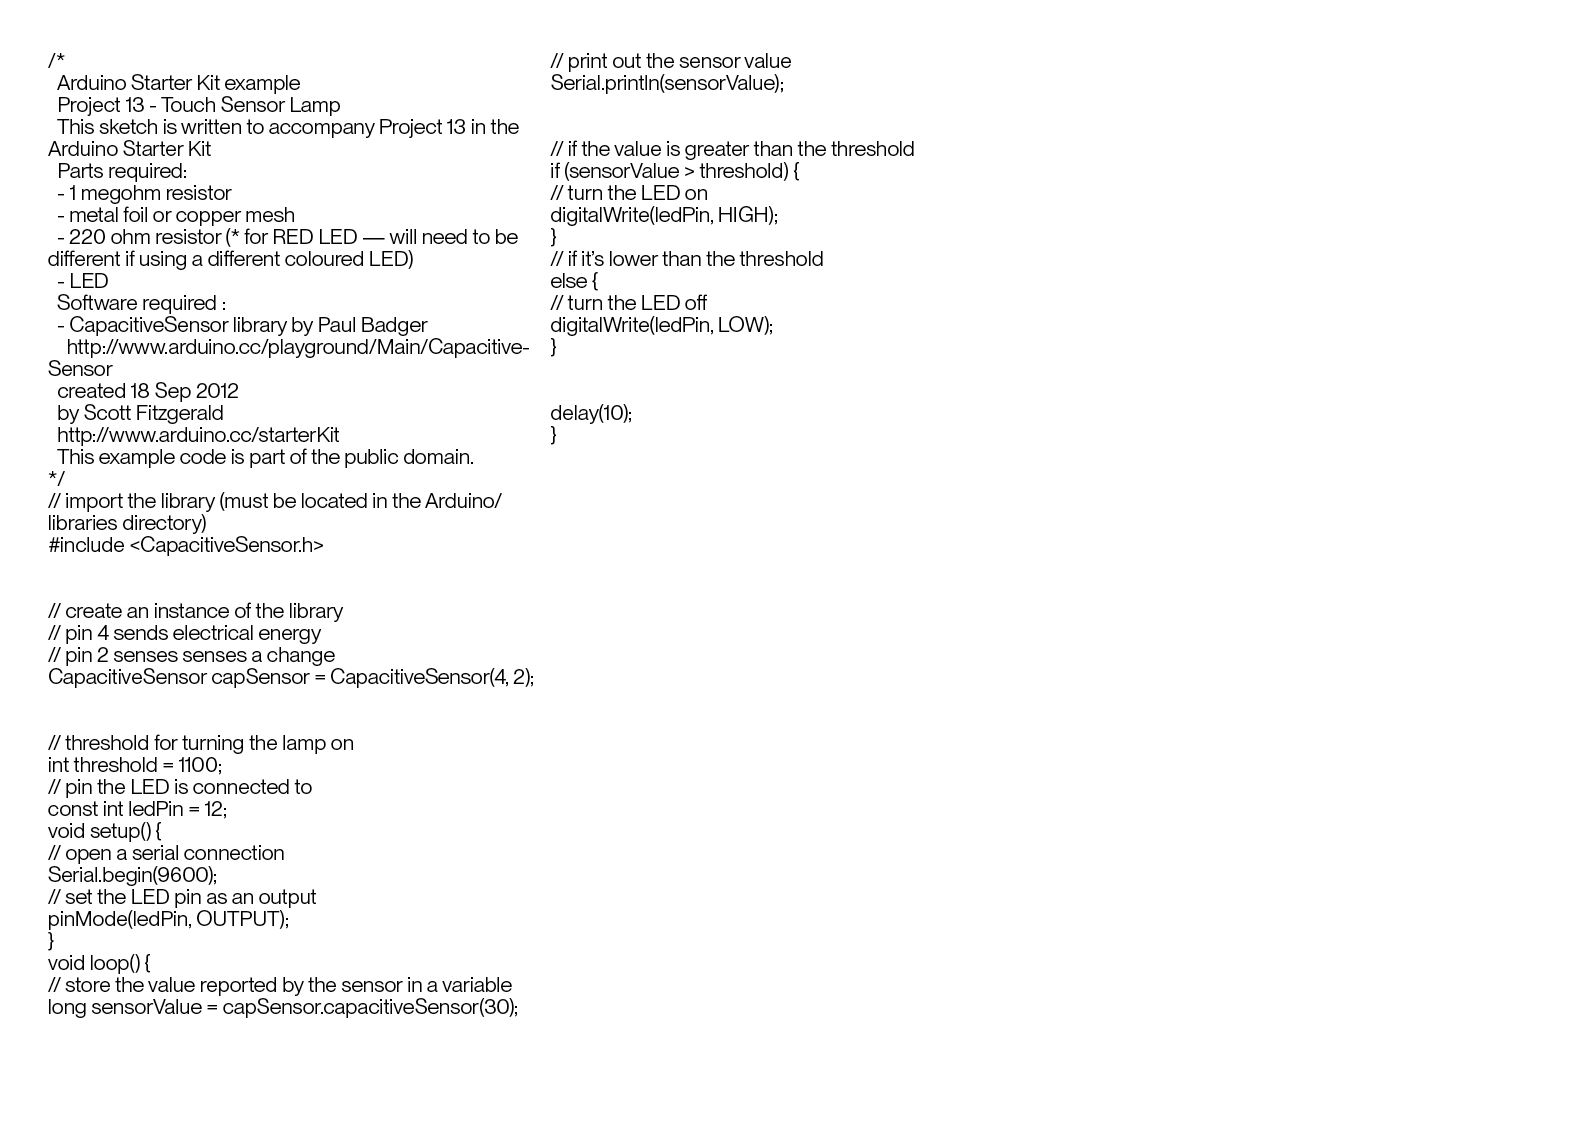 /*
Arduino Starter Kit example
Project 13 - Touch Sensor Lamp
This sketch is written to accompany Project 13 in the
Arduino Starter Kit
Parts required:
- 1 megohm resistor
- metal foil or copper mesh
- 220 ohm resistor (* for RED LED — will need to be
different if using a different coloured LED)
- LED
Software required :
- CapacitiveSensor library by Paul Badger
http://www.arduino.cc/playground/Main/Capacitive-
Sensor
created 18 Sep 2012
by Scott Fitzgerald
http://www.arduino.cc/starterKit
This example code is part of the public domain.
*/
// import the library (must be located in the Arduino/
libraries directory)
#include <CapacitiveSensor.h>
// create an instance of the library
// pin 4 sends electrical energy
// pin 2 senses senses a change
CapacitiveSensor capSensor = CapacitiveSensor(4, 2);
// threshold for turning the lamp on
int threshold = 1100;
// pin the LED is connected to
const int ledPin = 12;
void setup() {
// open a serial connection
Serial.begin(9600);
// set the LED pin as an output
pinMode(ledPin, OUTPUT);
}
void loop() {
// store the value reported by the sensor in a variable
long sensorValue = capSensor.capacitiveSensor(30);
// print out the sensor value
Serial.println(sensorValue);
// if the value is greater than the threshold
if (sensorValue > threshold) {
// turn the LED on
digitalWrite(ledPin, HIGH);
}
// if it’s lower than the threshold
else {
// turn the LED off
digitalWrite(ledPin, LOW);
}
delay(10);
}